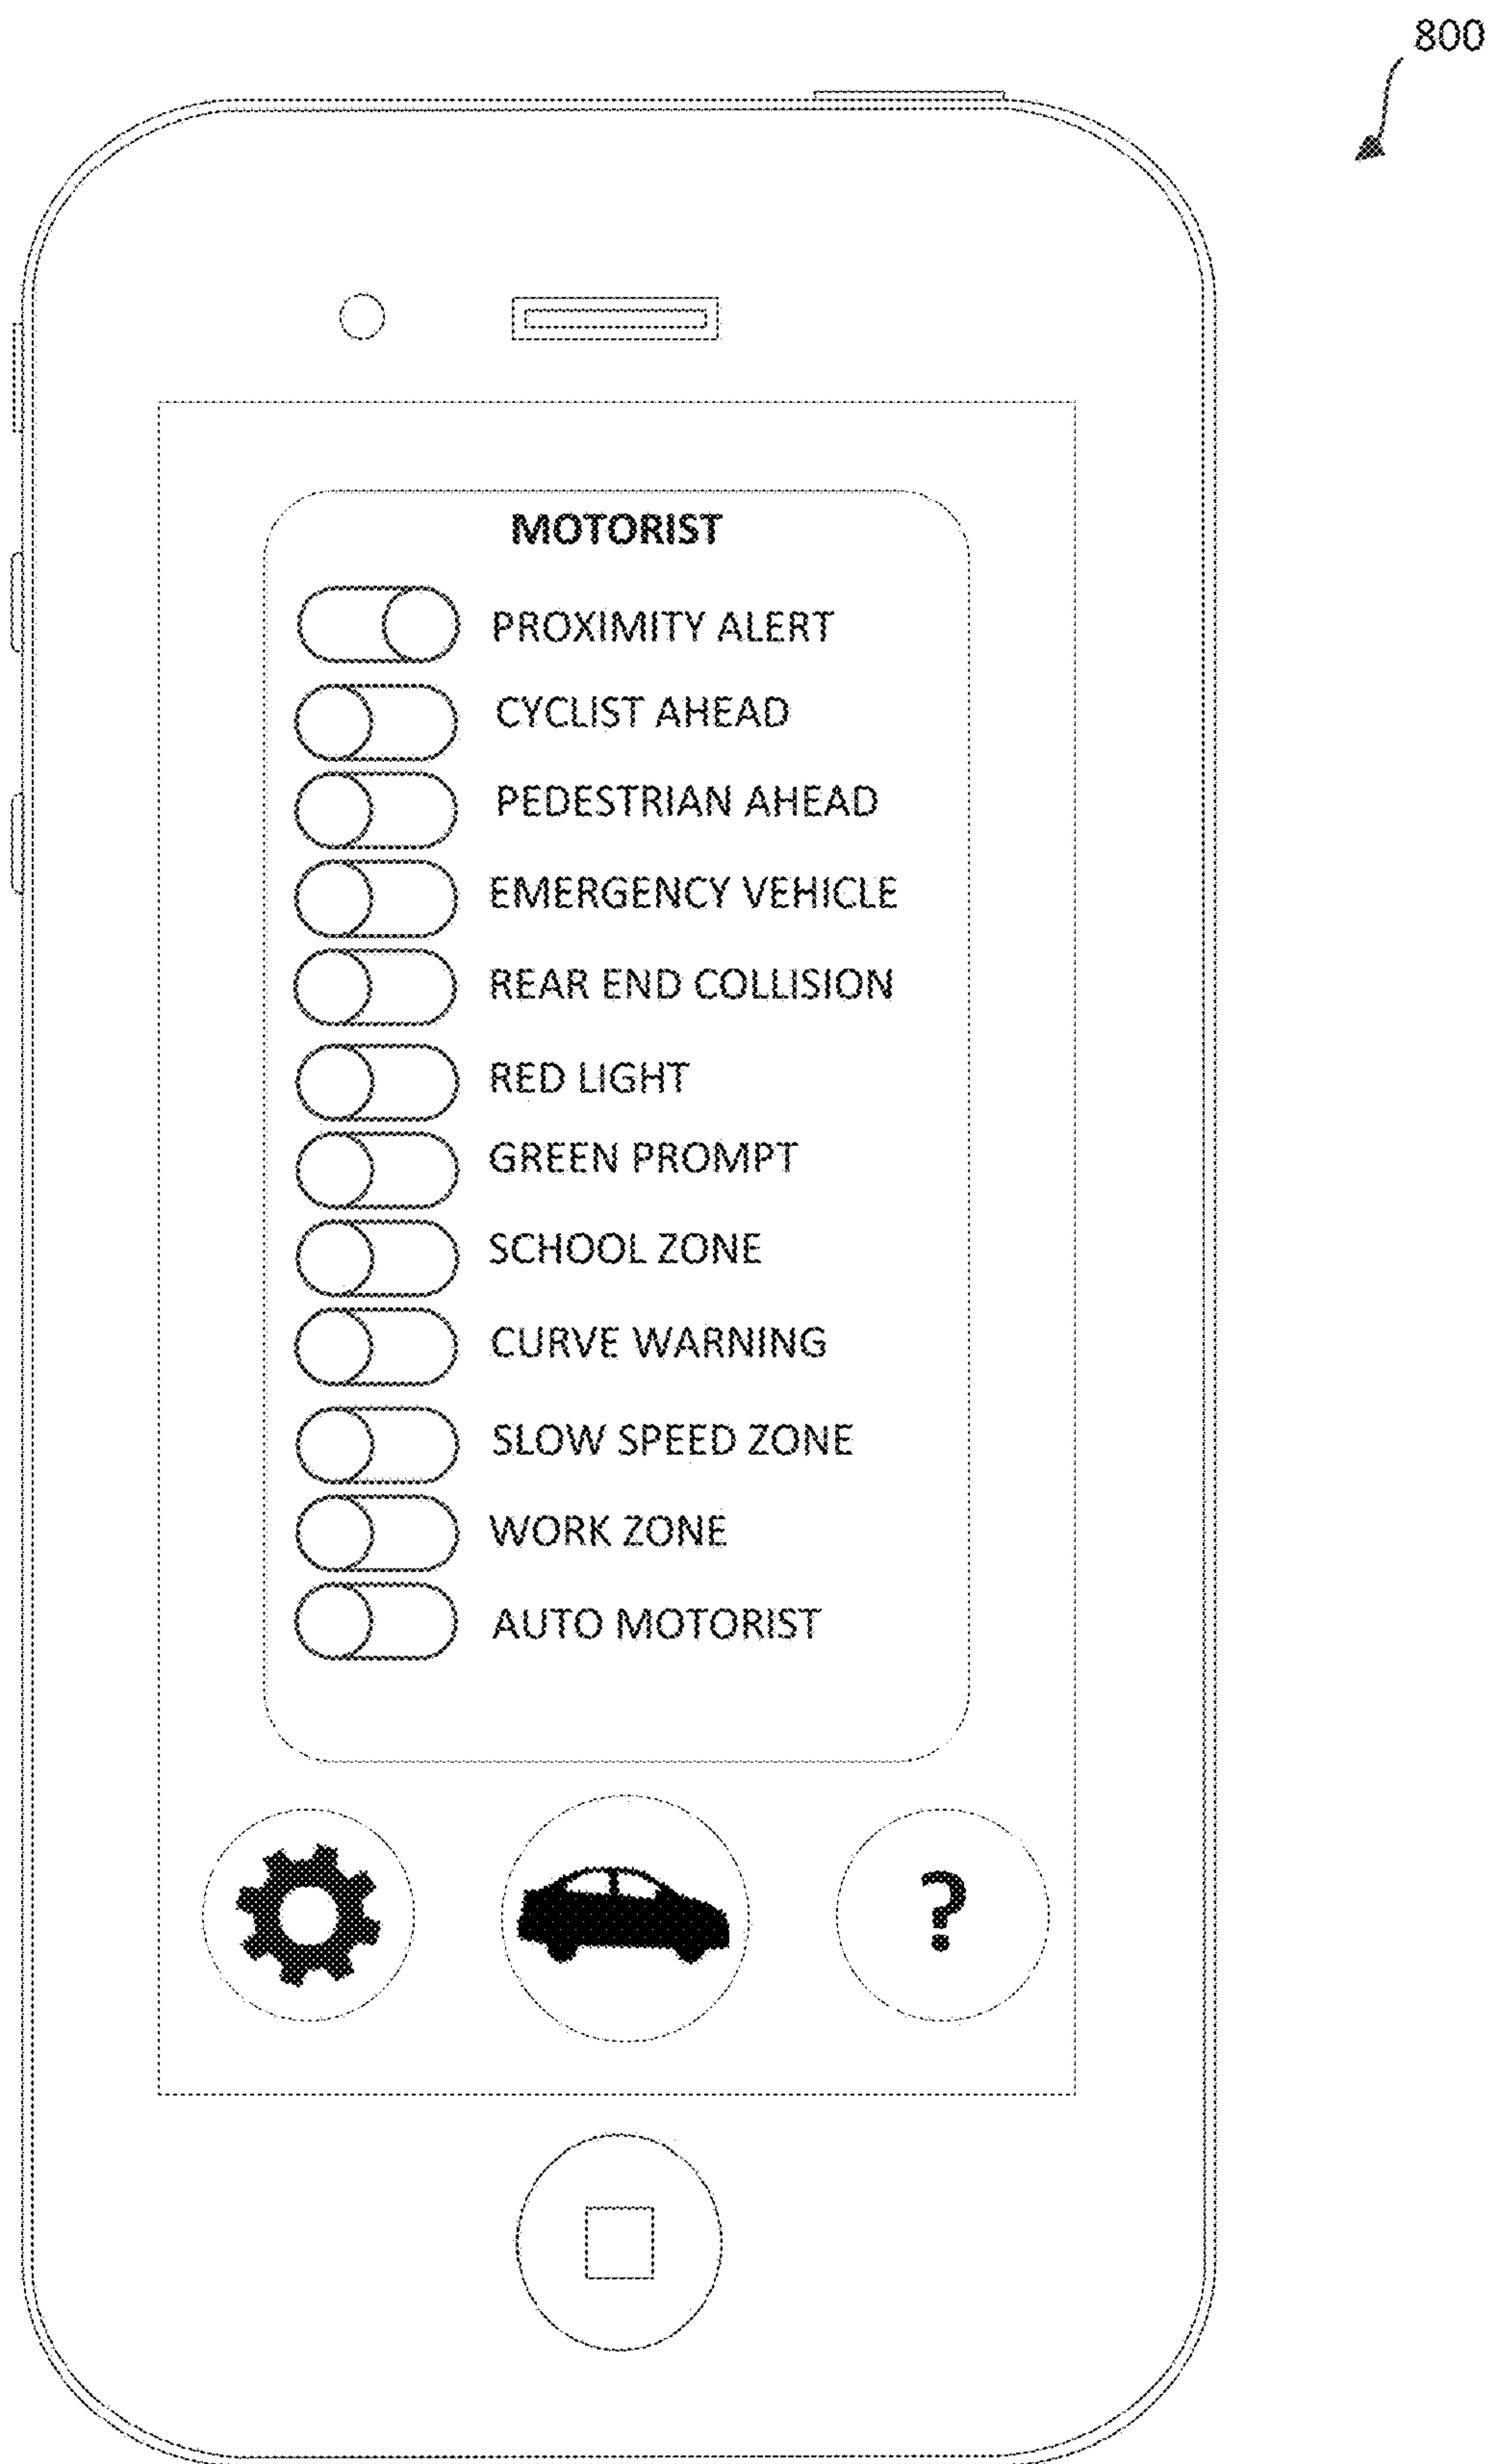 800
MOTORIST
PROXIMITY ALERT
CYCLIST AHEAD
PEDESTRIAN AHEAD
EMERGENCY VEHICLE
REAR END COLLISION
RED LIGHT
GREEN PROMPT
SCHOOL ZONE
CURVE WARNING
SLOW SPEED ZONE
WORK ZONE
AUTO MOTORIST
?